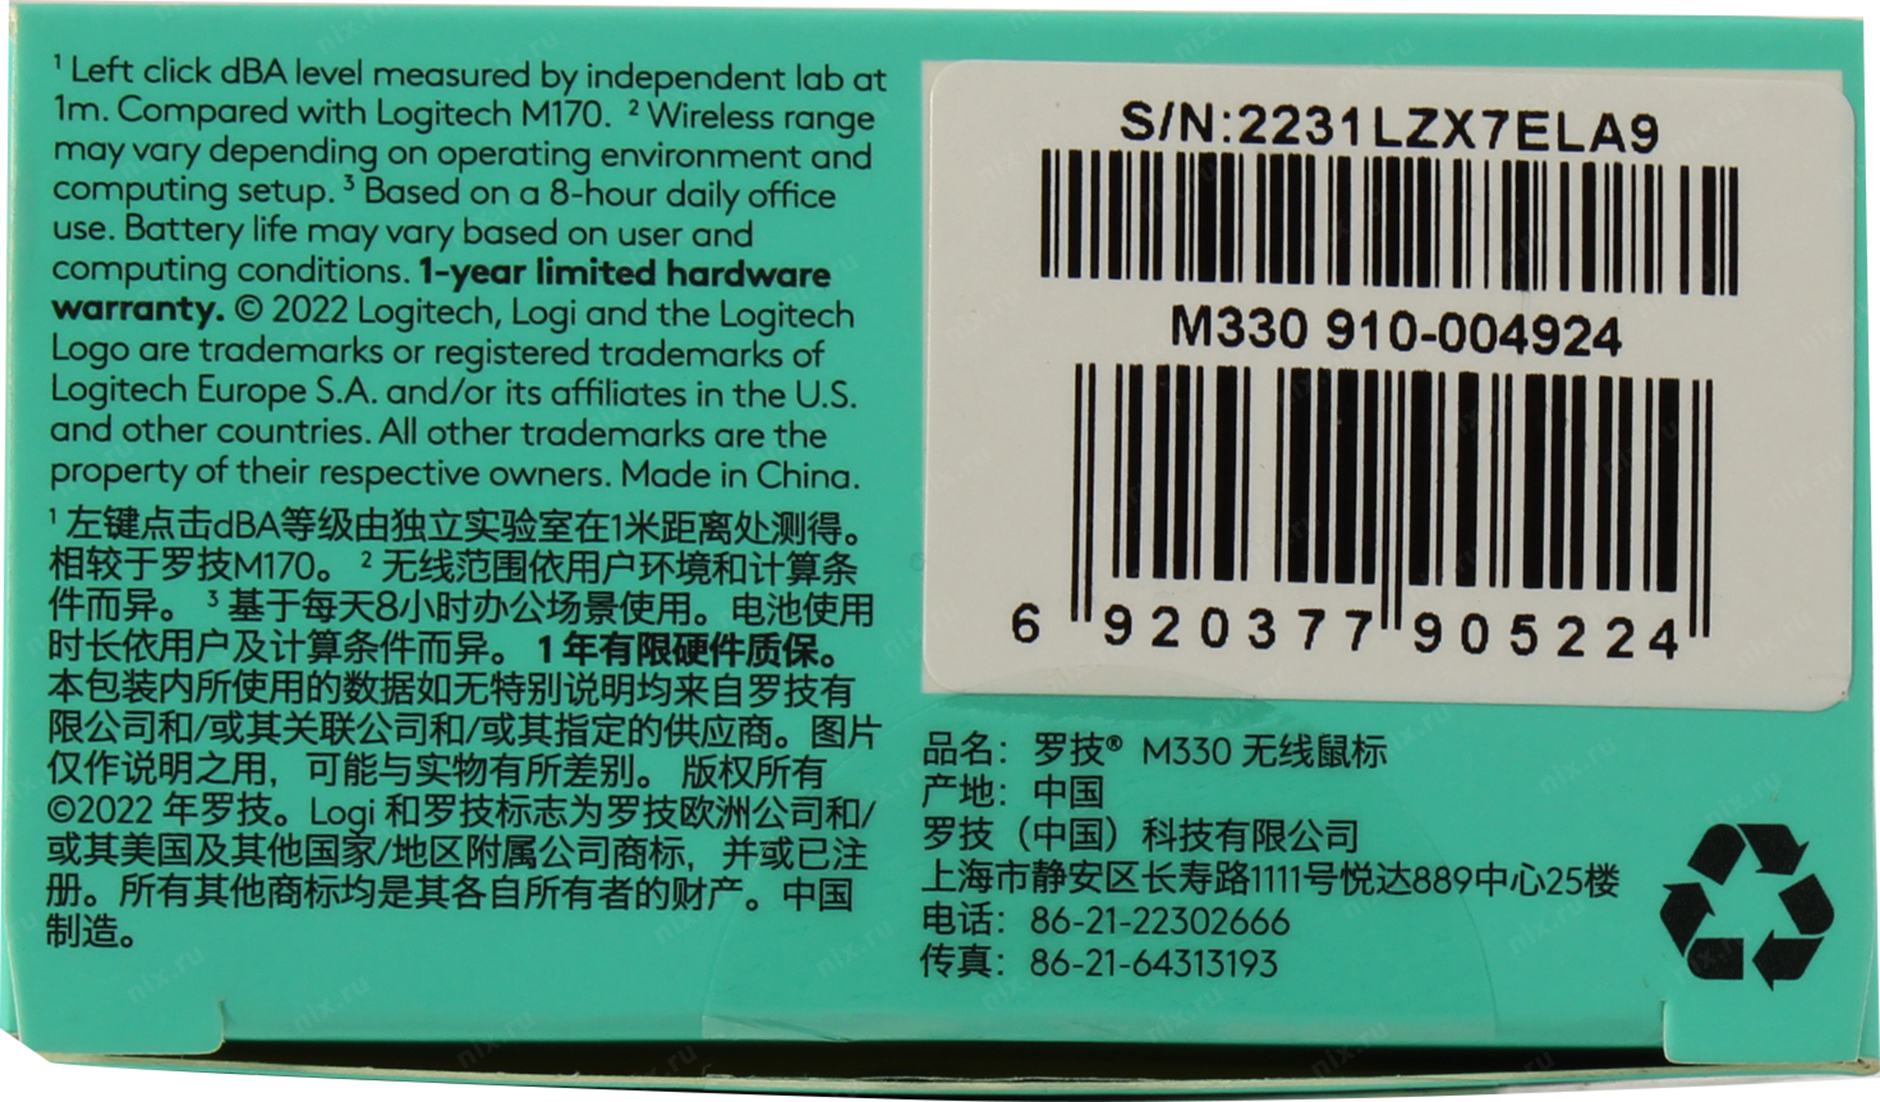 ¹ Left click dBA level measured by independent lab at
1m. Compared with Logitech M170. ² Wireless range
may vary depending on operating environment and
computing setup. ³ Based on a 8-hour daily office
use. Battery life may vary based on user and
computing conditions. 1-year limited hardware
warranty. © 2022 Logitech, Logi and the Logitech
Logo are trademarks or registered trademarks of
Logitech Europe S.A. and/or its affiliates in the U.S.
and other countries. All other trademarks are the
property of their respective owners. Made in China.
¹ 左键点击dBA等级由独立实验室在1米距离处测得。
相较于罗技M170。 ² 无线范围依用户环境和计算条
件而异。 ³ 基于每天8小时办公场景使用。电池使用
时长依用户及计算条件而异。 1 年有限硬件质保。
本包装内所使用的数据如无特别说明均来自罗技有
限公司和/或其关联公司和/或其指定的供应商。图片
仅作说明之用，可能与实物有所差别。 版权所有
©2022 年罗技。Logi 和罗技标志为罗技欧洲公司和/
或其美国及其他国家/地区附属公司商标，并或已注
册。所有其他商标均是其各自所有者的财产。中国
制造。
S/N:2231LZX7ELA9
M330 910-004924
6 920377 905224
品名：罗技® M330 无线鼠标
产地：中国
罗技（中国）科技有限公司
上海市静安区长寿路1111号悦达889中心25楼
电话：86-21-22302666
传真：86-21-64313193
nix.ru